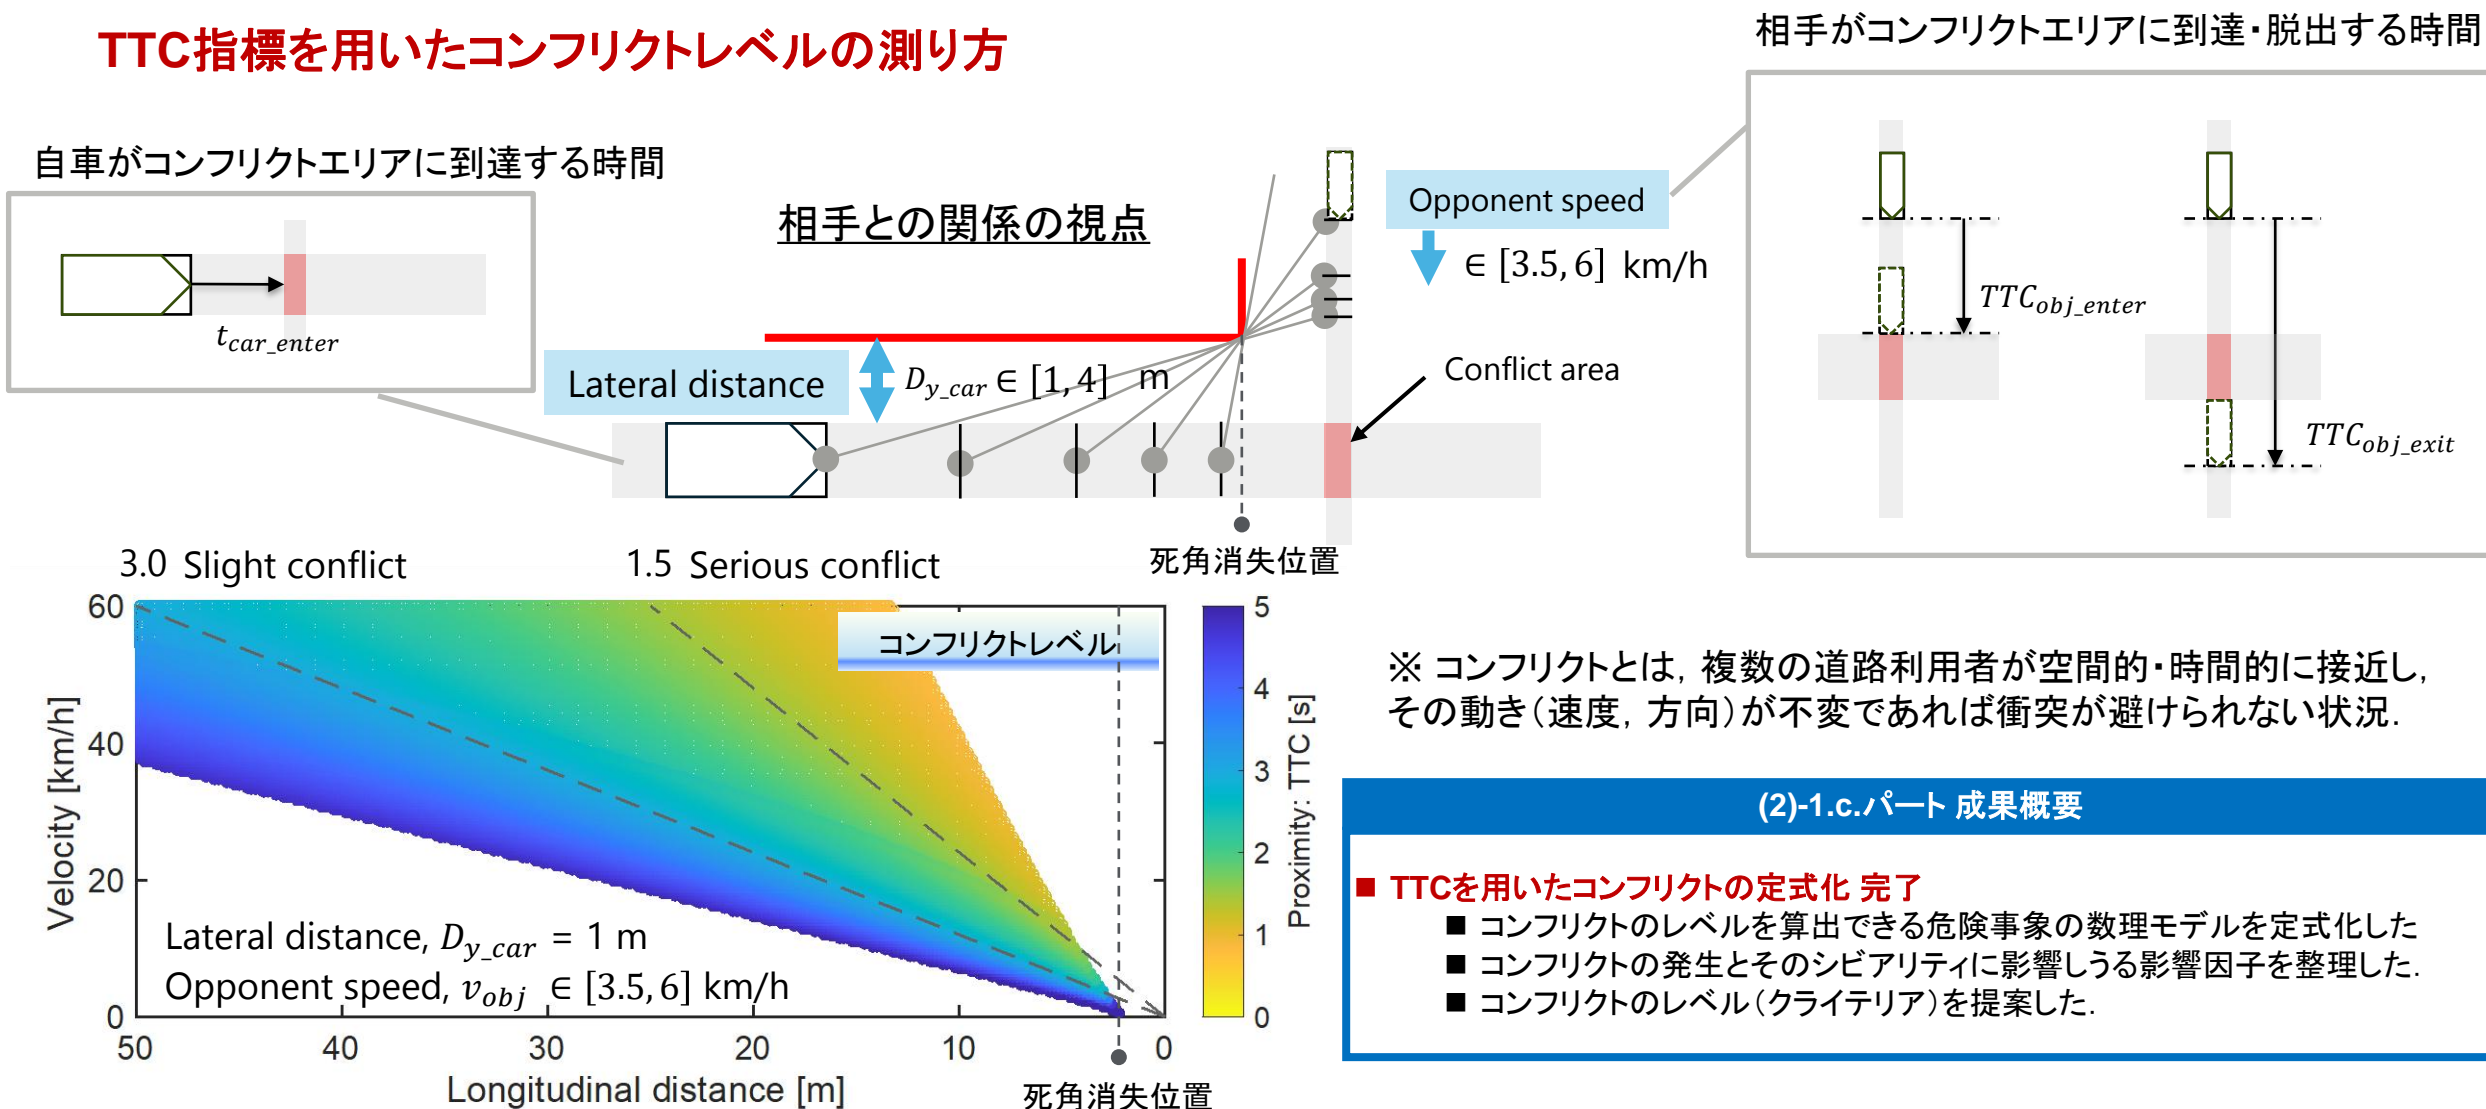 TTC指標を用いたコンフリクトレベルの測り方
相手がコンフリクトエリアに到達・脱出する時間
自車がコンフリクトエリアに到達する時間
t_{car_enter}
相手との関係の視点
Opponent speed
∈ [3.5, 6] km/h
Lateral distance
D_{y_car} ∈ [1, 4] m
Conflict area
死角消失位置
TTC_{obj_enter}
TTC_{obj_exit}
3.0 Slight conflict
1.5 Serious conflict
コンフリクトレベル
60
40
20
0
Velocity [km/h]
Lateral distance, D_{y_car} = 1 m
Opponent speed, v_{obj} ∈ [3.5, 6] km/h
50 40 30 20 10 0
Longitudinal distance [m]
死角消失位置
5
4
3
2
1
0
Proximity: TTC [s]
※ コンフリクトとは，複数の道路利用者が空間的・時間的に接近し，
その動き（速度，方向）が不変であれば衝突が避けられない状況．
(2)-1.c.パート 成果概要
■ TTCを用いたコンフリクトの定式化 完了
■ コンフリクトのレベルを算出できる危険事象の数理モデルを定式化した
■ コンフリクトの発生とそのシビアリティに影響しうる影響因子を整理した．
■ コンフリクトのレベル（クライテリア）を提案した．